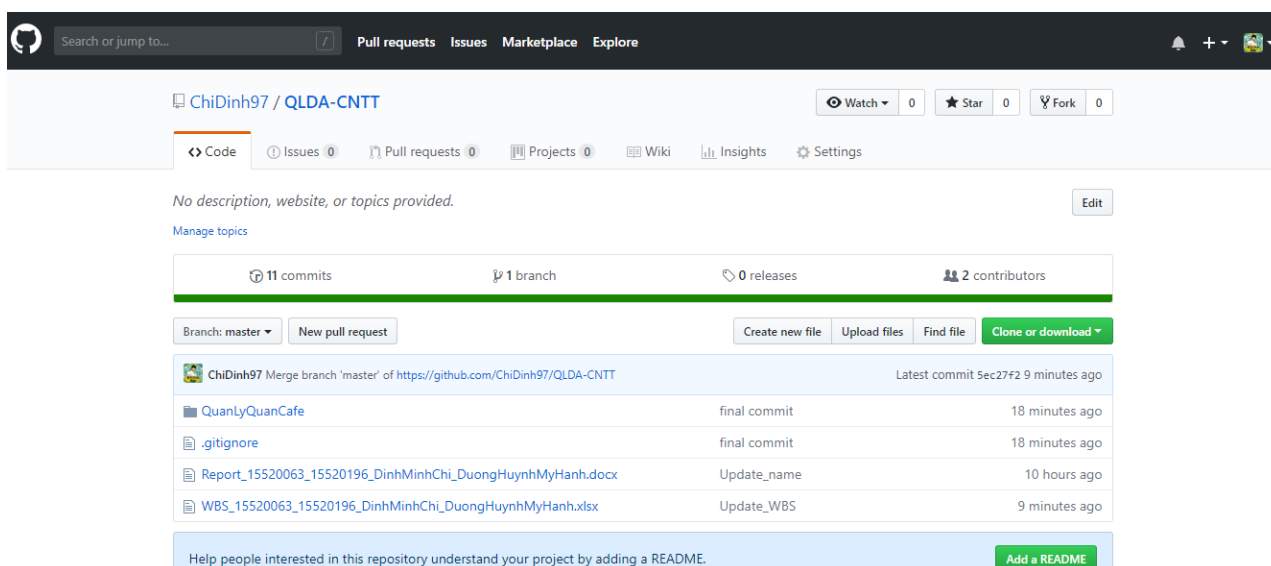 Search or jump to... / Pull requests Issues Marketplace Explore
ChiDinh97 / QLDA-CNTT Watch 0 Star 0 Fork 0
<> Code Issues 0 Pull requests 0 Projects 0 Wiki Insights Settings
No description, website, or topics provided. Edit
Manage topics
11 commits 1 branch 0 releases 2 contributors
Branch: master New pull request Create new file Upload files Find file Clone or download
ChiDinh97 Merge branch 'master' of https://github.com/ChiDinh97/QLDA-CNTT Latest commit 5ec27f2 9 minutes ago
QuanLyQuanCafe final commit 18 minutes ago
.gitignore final commit 18 minutes ago
Report_15520063_15520196_DinhMinhChi_DuongHuynhMyHanh.docx Update_name 10 hours ago
WBS_15520063_15520196_DinhMinhChi_DuongHuynhMyHanh.xlsx Update_WBS 9 minutes ago
Help people interested in this repository understand your project by adding a README. Add a README